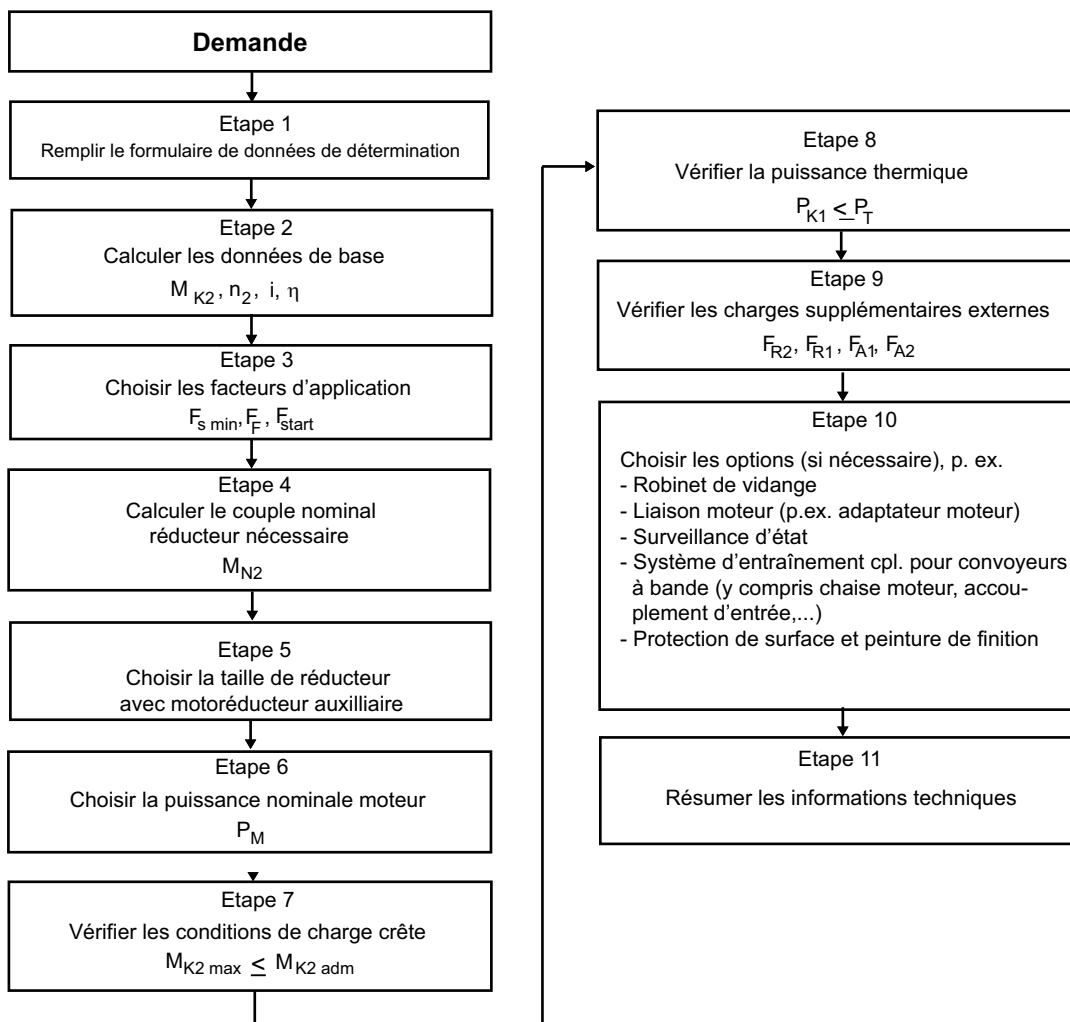 Demande
Etape 1
Remplir le formulaire de données de détermination
Etape 2
Calculer les données de base
M K2 , n2 , i, η
Etape 3
Choisir les facteurs d'application
Fs min, FF , Fstart
Etape 4
Calculer le couple nominal
réducteur nécessaire
MN2
Etape 5
Choisir la taille de réducteur
avec motoréducteur auxilliaire
Etape 6
Choisir la puissance nominale moteur
PM
Etape 7
Vérifier les conditions de charge crête
MK2 max ≤ MK2 adm
Etape 8
Vérifier la puissance thermique
PK1 ≤ PT
Etape 9
Vérifier les charges supplémentaires externes
FR2, FR1, FA1, FA2
Etape 10
Choisir les options (si nécessaire), p. ex.
- Robinet de vidange
- Liaison moteur (p.ex. adaptateur moteur)
- Surveillance d'état
- Système d'entraînement cpl. pour convoyeurs
à bande (y compris chaise moteur, accou-
plement d'entrée,...)
- Protection de surface et peinture de finition
Etape 11
Résumer les informations techniques